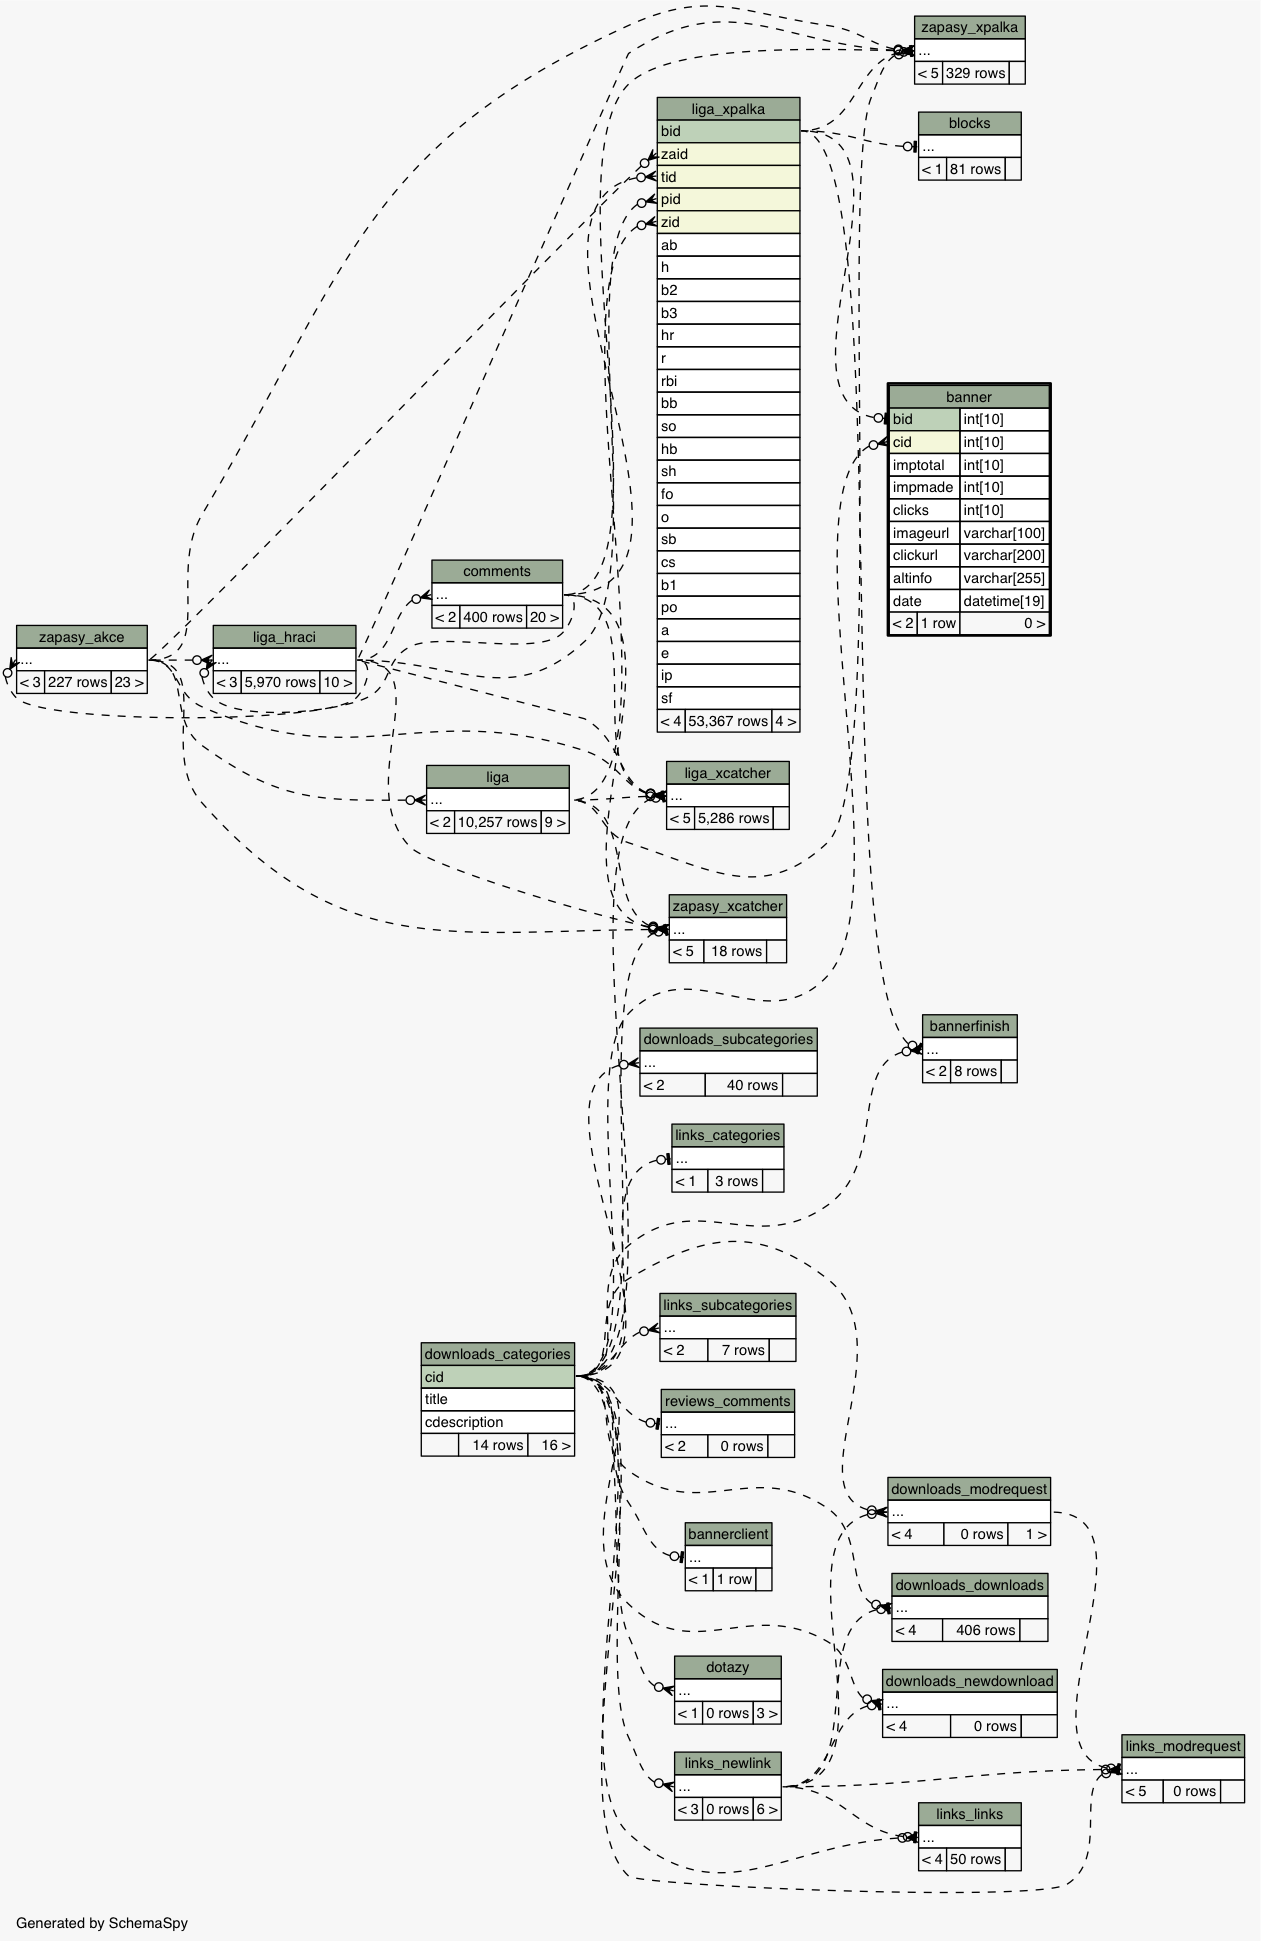 zapasy_xpalka
...
< 5 329 rows
liga_xpalka
bid
zaid
tid
pid
zid
ab
h
b2
b3
hr
r
rbi
bb
so
hb
sh
fo
o
sb
cs
b1
po
a
e
ip
sf
< 4 53,367 rows 4 >
blocks
...
< 1 81 rows
banner
bid int[10]
cid int[10]
imptotal int[10]
impmade int[10]
clicks int[10]
imageurl varchar[100]
clickurl varchar[200]
altinfo varchar[255]
date datetime[19]
< 2 1 row 0 >
comments
...
< 2 400 rows 20 >
zapasy_akce
...
< 3 227 rows 23 >
liga_hraci
...
< 3 5,970 rows 10 >
liga
...
< 2 10,257 rows 9 >
liga_xcatcher
...
< 5 5,286 rows
zapasy_xcatcher
...
< 5 18 rows
bannerfinish
...
< 2 8 rows
downloads_subcategories
...
< 2 40 rows
links_categories
...
< 1 3 rows
links_subcategories
...
< 2 7 rows
downloads_categories
cid
title
cdescription
14 rows 16 >
reviews_comments
...
< 2 0 rows
downloads_modrequest
...
< 4 0 rows 1 >
bannerclient
...
< 1 1 row
downloads_downloads
...
< 4 406 rows
dotazy
...
< 1 0 rows 3 >
downloads_newdownload
...
< 4 0 rows
links_newlink
...
< 3 0 rows 6 >
links_modrequest
...
< 5 0 rows
links_links
...
< 4 50 rows
Generated by SchemaSpy